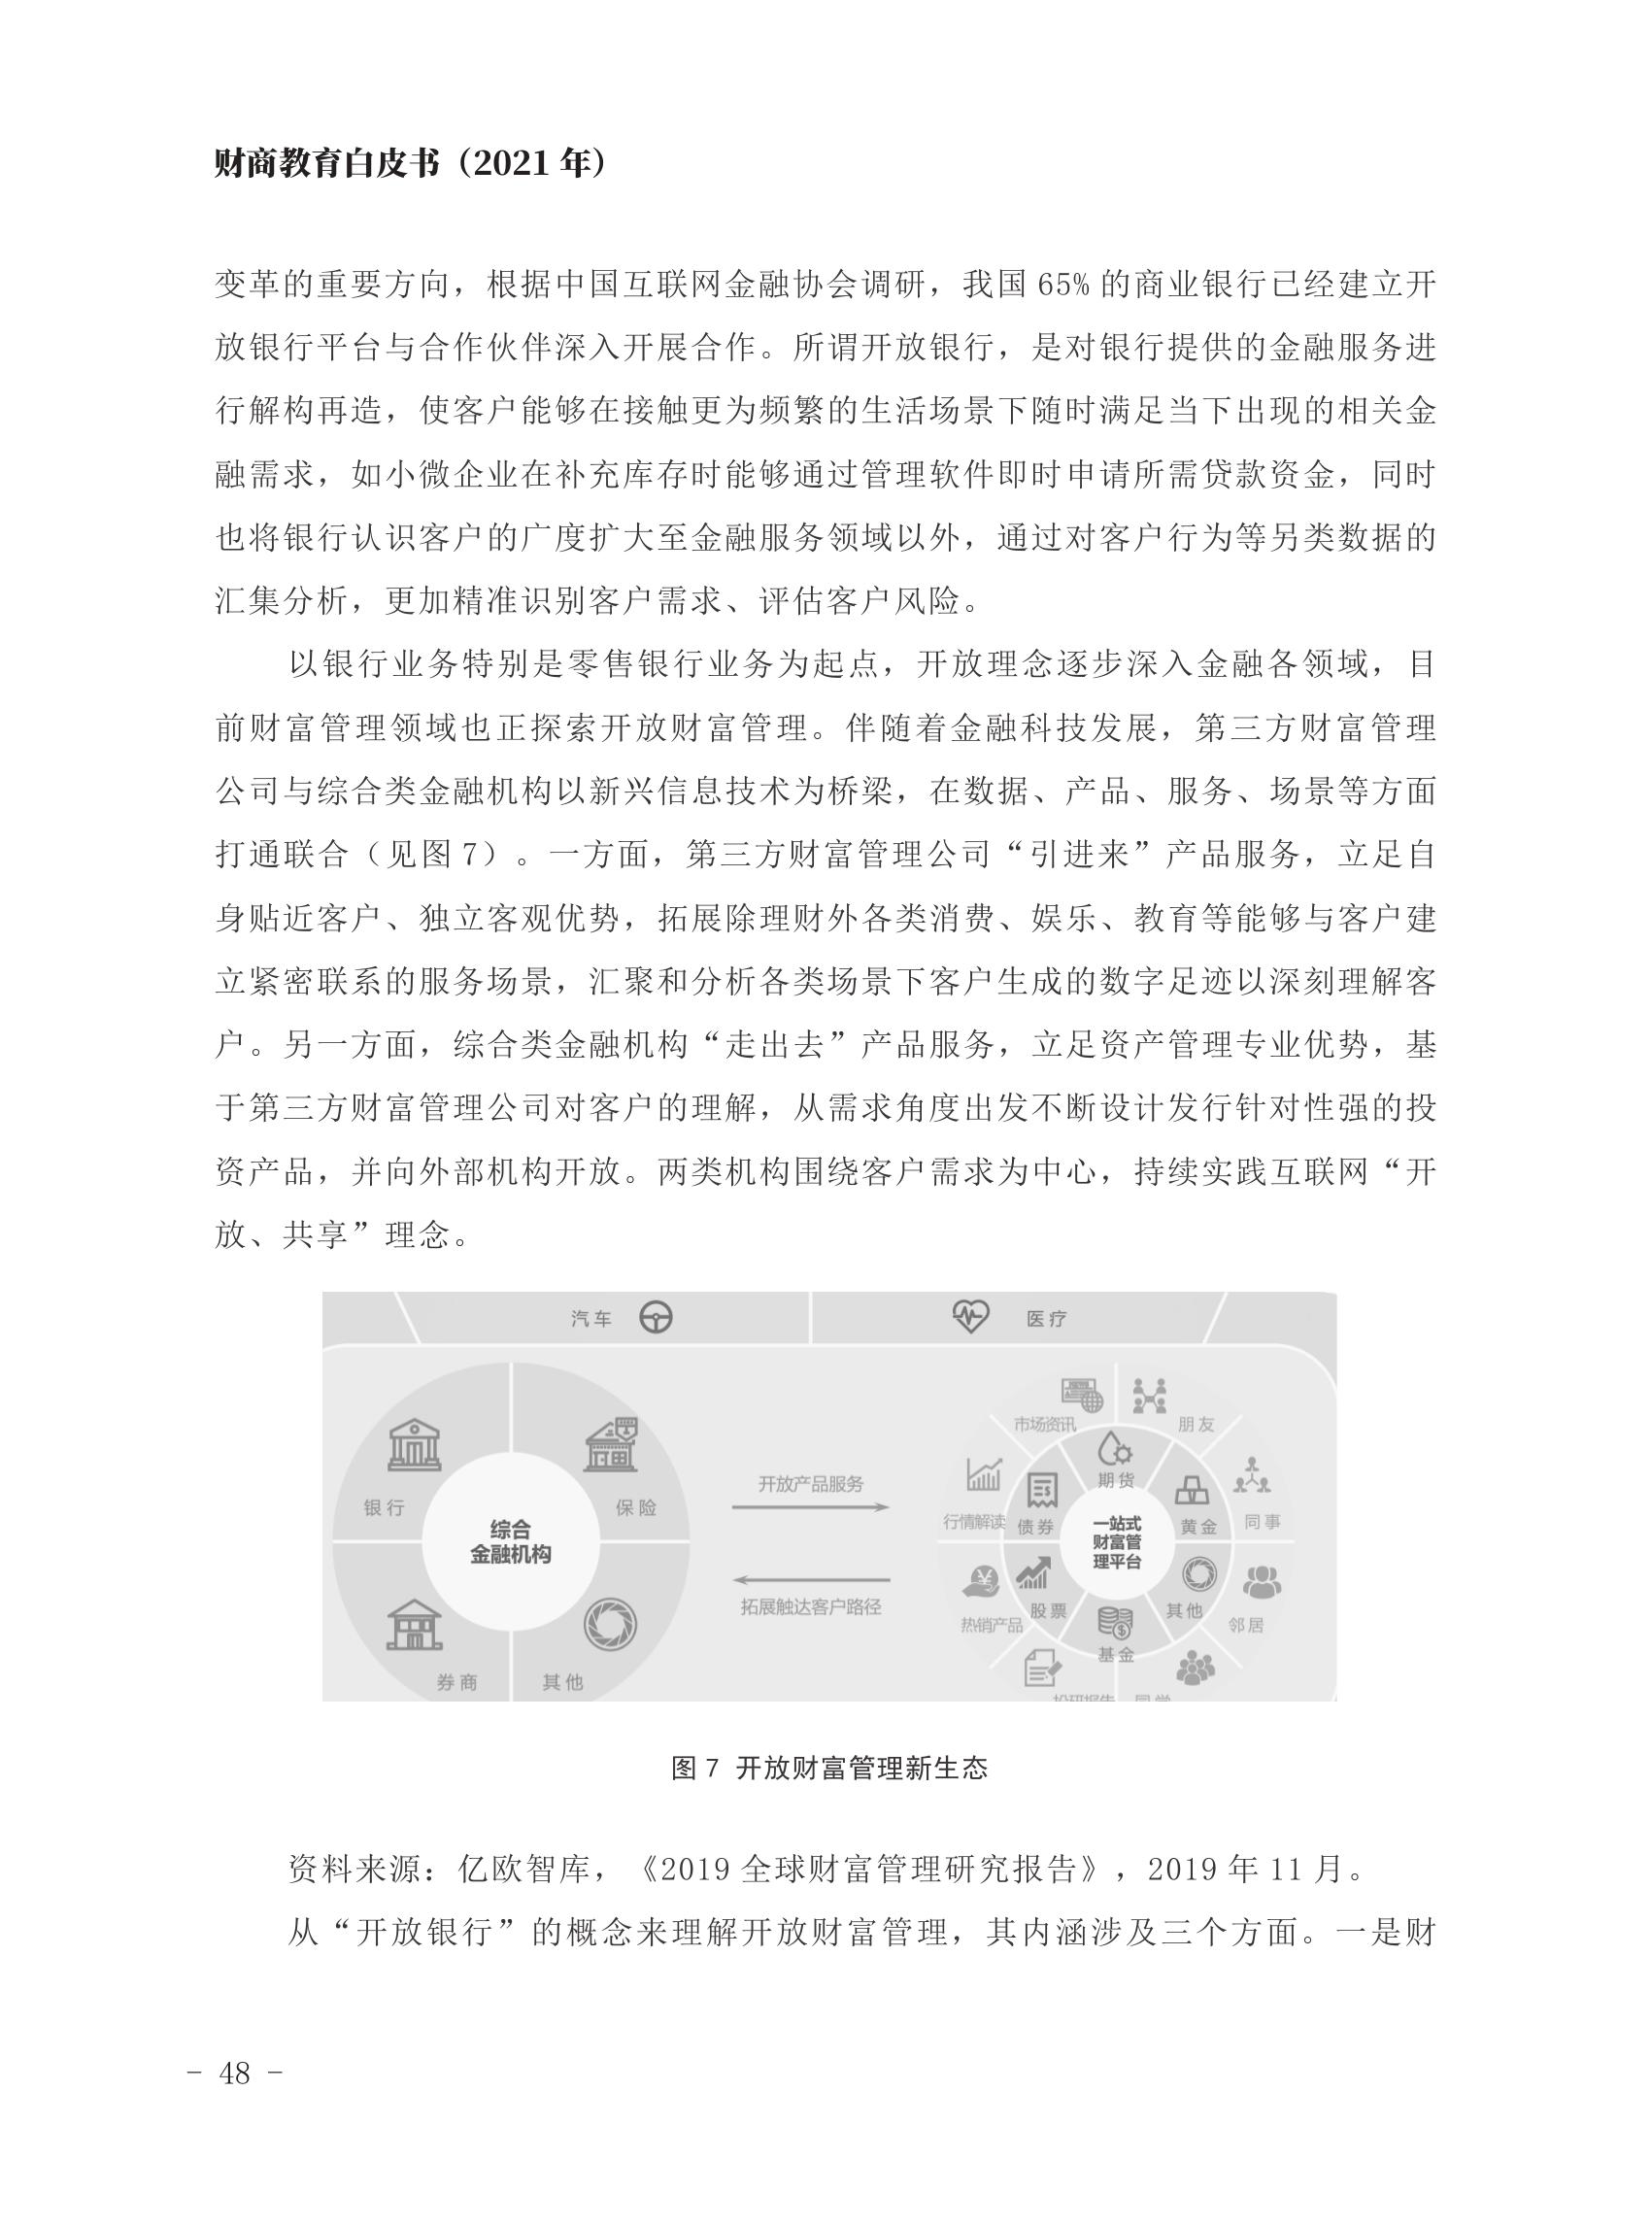 财商教育白皮书（2021 年）
变革的重要方向，根据中国互联网金融协会调研，我国 65% 的商业银行已经建立开
放银行平台与合作伙伴深入开展合作。所谓开放银行，是对银行提供的金融服务进
行解构再造，使客户能够在接触更为频繁的生活场景下随时满足当下出现的相关金
融需求，如小微企业在补充库存时能够通过管理软件即时申请所需贷款资金，同时
也将银行认识客户的广度扩大至金融服务领域以外，通过对客户行为等另类数据的
汇集分析，更加精准识别客户需求、评估客户风险。
以银行业务特别是零售银行业务为起点，开放理念逐步深入金融各领域，目
前财富管理领域也正探索开放财富管理。伴随着金融科技发展，第三方财富管理
公司与综合类金融机构以新兴信息技术为桥梁，在数据、产品、服务、场景等方面
打通联合（见图 7）。一方面，第三方财富管理公司“引进来”产品服务，立足自
身贴近客户、独立客观优势，拓展除理财外各类消费、娱乐、教育等能够与客户建
立紧密联系的服务场景，汇聚和分析各类场景下客户生成的数字足迹以深刻理解客
户。另一方面，综合类金融机构“走出去”产品服务，立足资产管理专业优势，基
于第三方财富管理公司对客户的理解，从需求角度出发不断设计发行针对性强的投
资产品，并向外部机构开放。两类机构围绕客户需求为中心，持续实践互联网“开
放、共享”理念。
汽车
医疗
银行
保险
综合
金融机构
券商
其他
开放产品服务
拓展触达客户路径
市场资讯
朋友
行情解读
同事
热销产品
邻居
投研报告
同学
期货
债券
黄金
一站式
财富管
理平台
股票
其他
基金
图 7 开放财富管理新生态
资料来源：亿欧智库，《2019 全球财富管理研究报告》，2019 年 11 月。
从“开放银行”的概念来理解开放财富管理，其内涵涉及三个方面。一是财
- 48 -